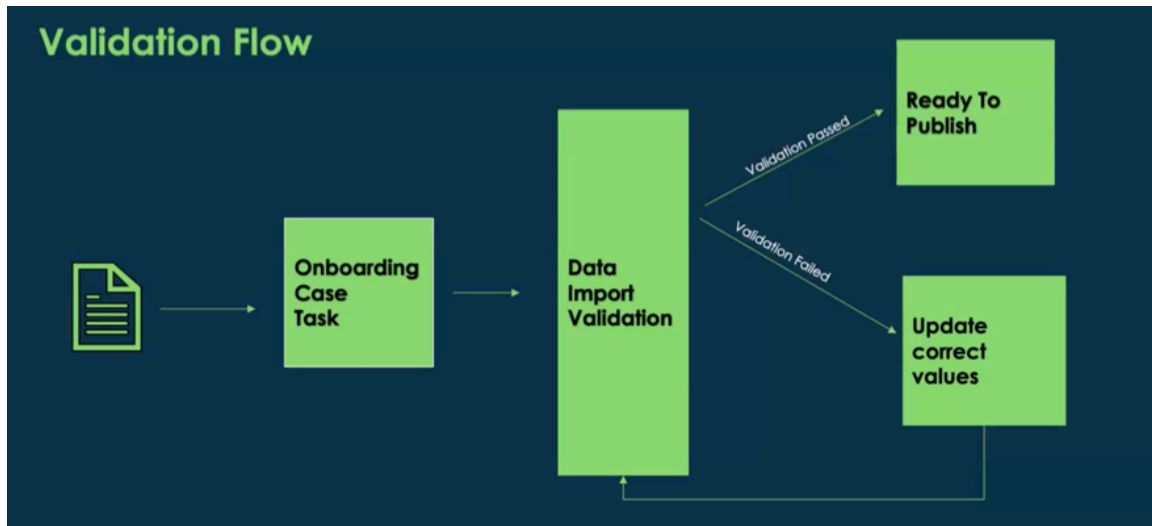 Validation Flow
Onboarding
Case
Task
Data
Import
Validation
Validation Passed
Validation Failed
Ready To
Publish
Update
correct
values